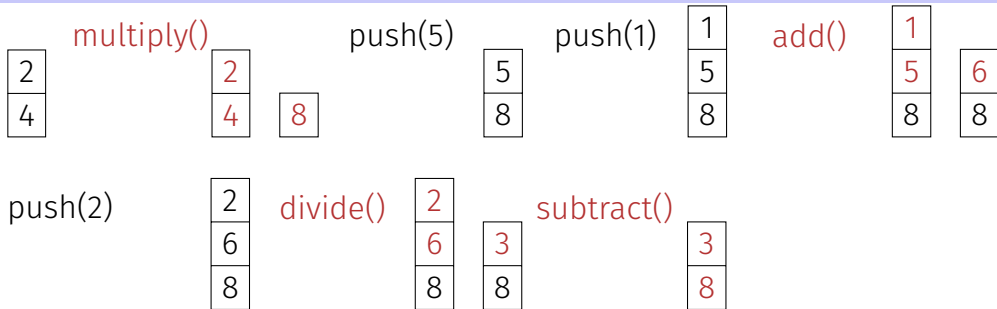 multiply() push(5) push(1) 1 add() 1
2 2 5 5 5 6
4 4 8 8 8 8 8
push(2) 2 divide() 2 subtract()
6 6 3 3
8 8 8 8